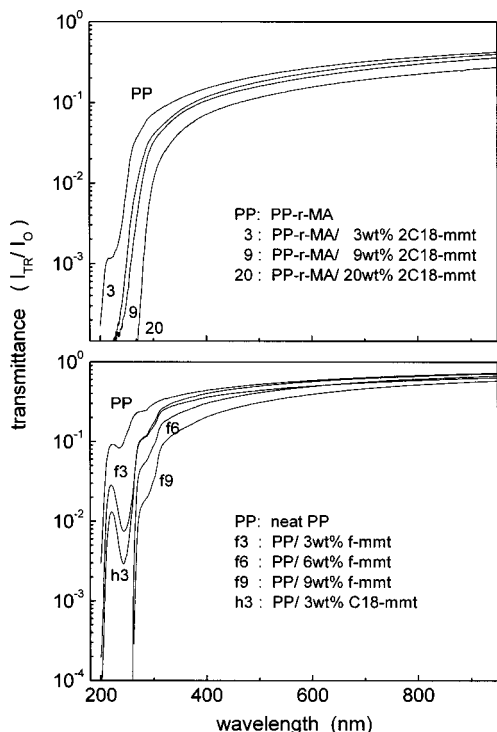 10⁰
10⁻¹
10⁻²
10⁻³
PP
3
9
20
PP: PP-r-MA
3 : PP-r-MA/ 3wt% 2C18-mmt
9 : PP-r-MA/ 9wt% 2C18-mmt
20 : PP-r-MA/ 20wt% 2C18-mmt
transmittance ( I_TR/ I_O )
10⁰
10⁻¹
10⁻²
10⁻³
10⁻⁴
PP
f3
f6
f9
h3
PP: neat PP
f3 : PP/ 3wt% f-mmt
f6 : PP/ 6wt% f-mmt
f9 : PP/ 9wt% f-mmt
h3 : PP/ 3wt% C18-mmt
200 400 600 800
wavelength (nm)